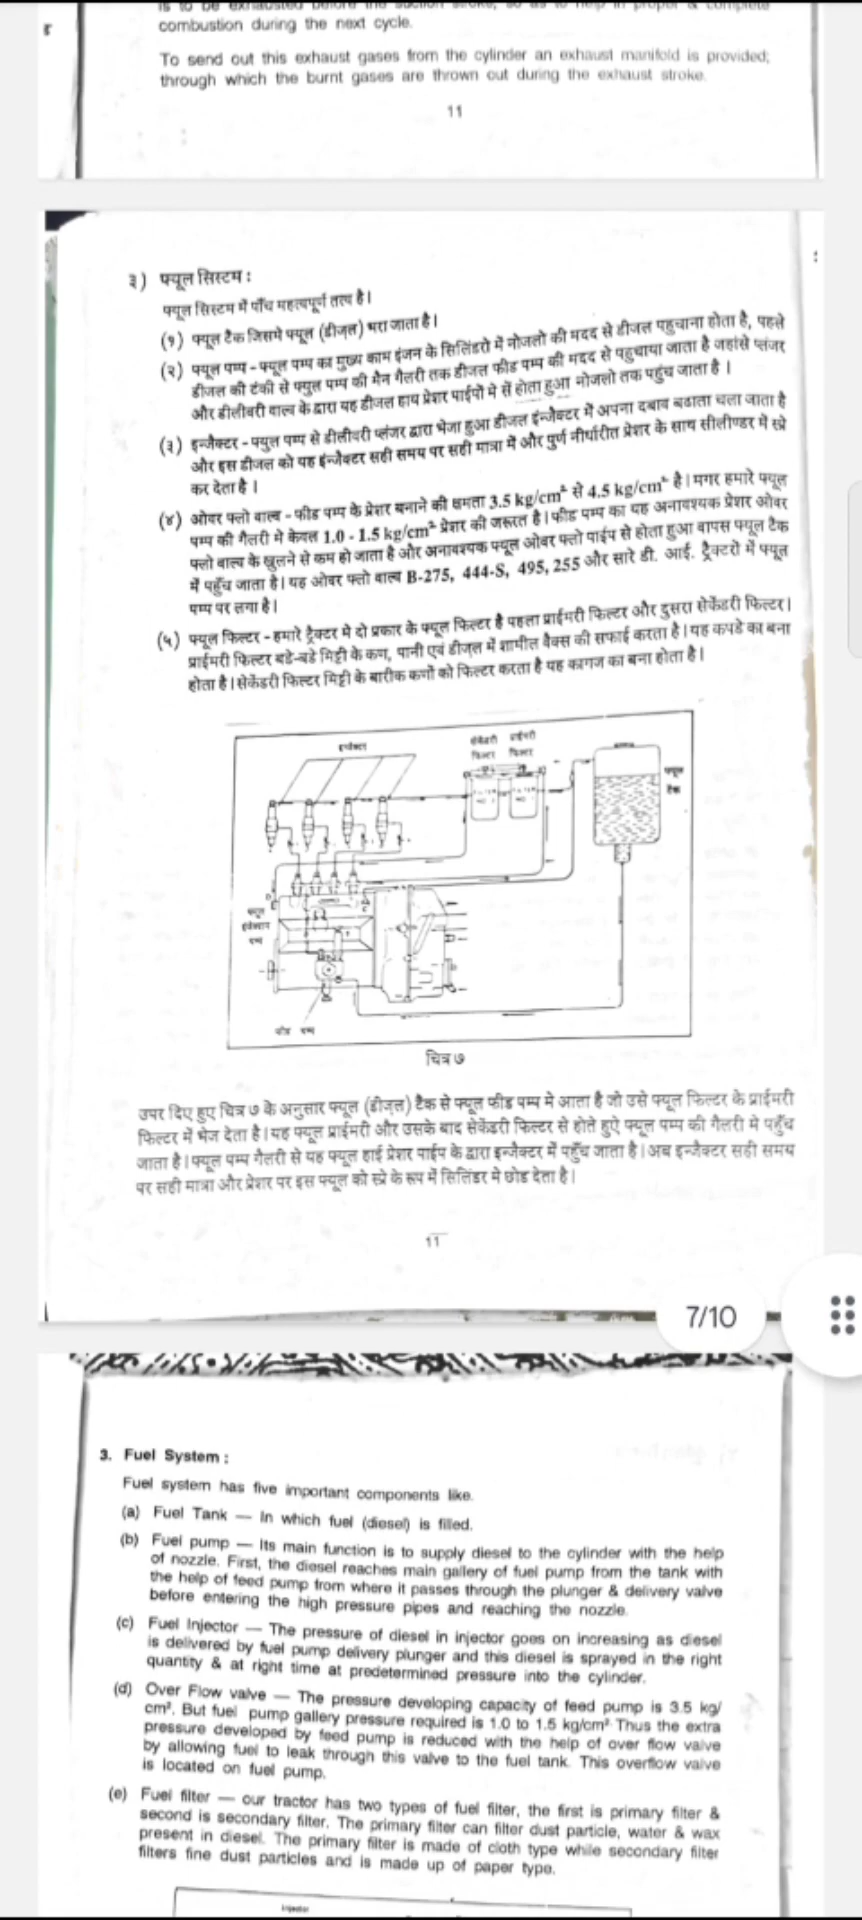 is to be exhausted before the suction stroke, so as to help in proper & complete
combustion during the next cycle.
To send out this exhaust gases from the cylinder an exhaust manifold is provided;
through which the burnt gases are thrown out during the exhaust stroke.
11
३) फ्यूल सिस्टम :
फ्यूल सिस्टम में पाँच महत्वपूर्ण तत्व है।
(१) फ्यूल टैक जिसमे फ्यूल (डीज़ल) भरा जाता है।
(२) फ्यूल पम्प - फ्यूल पम्प का मुख्य काम इंजन के सिलिंडरो में नोजलो की मदद से डीजल पहुचाना होता है, पहले
डीजल की टंकी से फ्युल पम्प की मैन गैलरी तक डीजल फीड पम्प की मदद से पहुचाया जाता है जहांसे प्लंजर
और डीलीवरी वाल्व के द्वारा यह डीजल हाय प्रेशर पाईपों मे सें होता हुआ नोजलो तक पहुंच जाता है ।
(३) इन्जैक्टर - फ्युल पम्प से डीलीवरी प्लंजर द्वारा भेजा हुआ डीजल इंन्जैक्टर में अपना दबाव बढाता चला जाता है
और इस डीजल को यह इंन्जैक्टर सही समय पर सही मात्रा में और पुर्ण नीर्धारीत प्रेशर के साथ सीलीण्डर में स्प्रे
कर देता है ।
(४) ओवर फ्लो वाल्व - फीड पम्प के प्रेशर बनाने की क्षमता 3.5 kg/cm² से 4.5 kg/cm² है। मगर हमारे फ्यूल
पम्प की गैलरी मे केवल 1.0 - 1.5 kg/cm² प्रेशर की जरूरत है। फीड पम्प का यह अनावश्यक प्रेशर ओवर
फ्लो वाल्व के खुलने से कम हो जाता है और अनावश्यक फ्यूल ओवर फ्लो पाईप से होता हुआ वापस फ्यूल टैक
में पहुँच जाता है। यह ओवर फ्लो वाल्व B-275, 444-S, 495, 255 और सारे डी. आई. ट्रैक्टरों में फ्यूल
पम्प पर लगा है।
(५) फ्यूल फिल्टर - हमारे ट्रैक्टर मे दो प्रकार के फ्यूल फिल्टर है पहला प्राईमरी फिल्टर और दुसरा सेकेंडरी फिल्टर।
प्राईमरी फिल्टर बडे-बडे मिट्टी के कण, पानी एवं डीज़ल में शामील वैक्स की सफाई करता है। यह कपडे का बना
होता है। सेकेंडरी फिल्टर मिट्टी के बारीक कणों को फिल्टर करता है यह कागज का बना होता है।
इन्जेक्टर
सेकेंडरी फिल्टर
प्राईमरी फिल्टर
फ्यूल टैक
फ्यूल इंजेक्शन पम्प
फीड पम्प
चित्र ७
उपर दिए हुए चित्र ७ के अनुसार फ्यूल (डीज़ल) टैक से फ्यूल फीड पम्प मे आता है जो उसे फ्यूल फिल्टर के प्राईमरी
फिल्टर में भेज देता है। यह फ्यूल प्राईमरी और उसके बाद सेकेंडरी फिल्टर से होते हुऐ फ्यूल पम्प की गैलरी मे पहुँच
जाता है। फ्यूल पम्प गैलरी से यह फ्यूल हाई प्रेशर पाईप के द्वारा इन्जैक्टर में पहुँच जाता है। अब इन्जैक्टर सही समय
पर सही मात्रा और प्रेशर पर इस फ्यूल को स्प्रे के रूप में सिलिंडर मे छोड देता है।
11
7/10
3. Fuel System :
Fuel system has five important components like.
(a) Fuel Tank — In which fuel (diesel) is filled.
(b) Fuel pump — Its main function is to supply diesel to the cylinder with the help
of nozzle. First, the diesel reaches main gallery of fuel pump from the tank with
the help of feed pump from where it passes through the plunger & delivery valve
before entering the high pressure pipes and reaching the nozzle.
(c) Fuel Injector — The pressure of diesel in injector goes on increasing as diesel
is delivered by fuel pump delivery plunger and this diesel is sprayed in the right
quantity & at right time at predetermined pressure into the cylinder.
(d) Over Flow valve — The pressure developing capacity of feed pump is 3.5 kg/
cm². But fuel pump gallery pressure required is 1.0 to 1.5 kg/cm² Thus the extra
pressure developed by feed pump is reduced with the help of over flow valve
by allowing fuel to leak through this valve to the fuel tank. This overflow valve
is located on fuel pump.
(e) Fuel filter — our tractor has two types of fuel filter, the first is primary filter &
second is secondary filter. The primary filter can filter dust particle, water & wax
present in diesel. The primary filter is made of cloth type while secondary filter
filters fine dust particles and is made up of paper type.
Injector